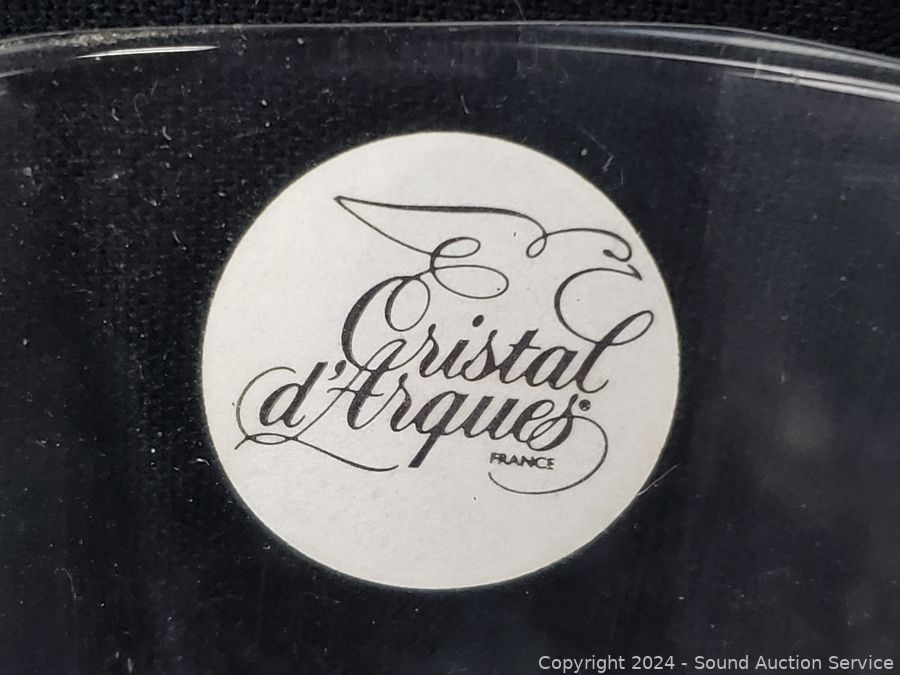 Cristal
d'Arques®
FRANCE
Copyright 2024 - Sound Auction Service